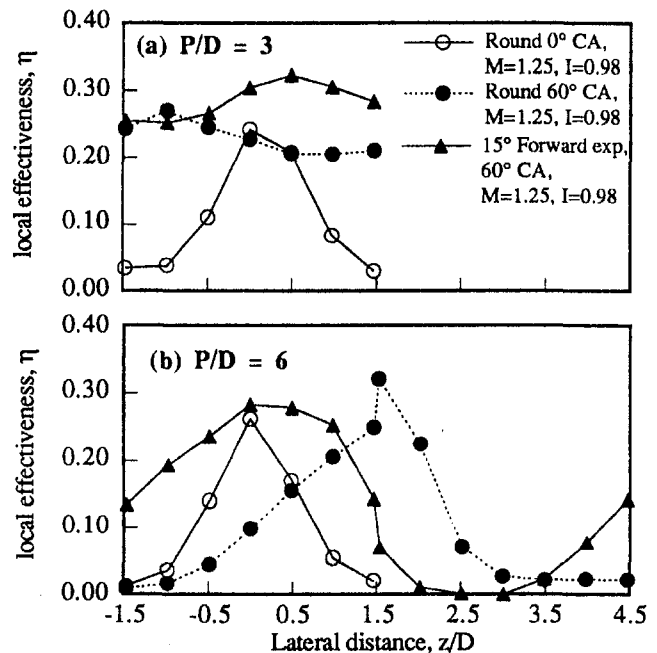 (a) P/D = 3
Round 0° CA,
M=1.25, I=0.98
Round 60° CA,
M=1.25, I=0.98
15° Forward exp,
60° CA,
M=1.25, I=0.98
local effectiveness, η
0.40
0.30
0.20
0.10
0.00
(b) P/D = 6
local effectiveness, η
0.30
0.20
0.10
0.00
-1.5
-0.5
0.5
1.5
2.5
3.5
4.5
Lateral distance, z/D